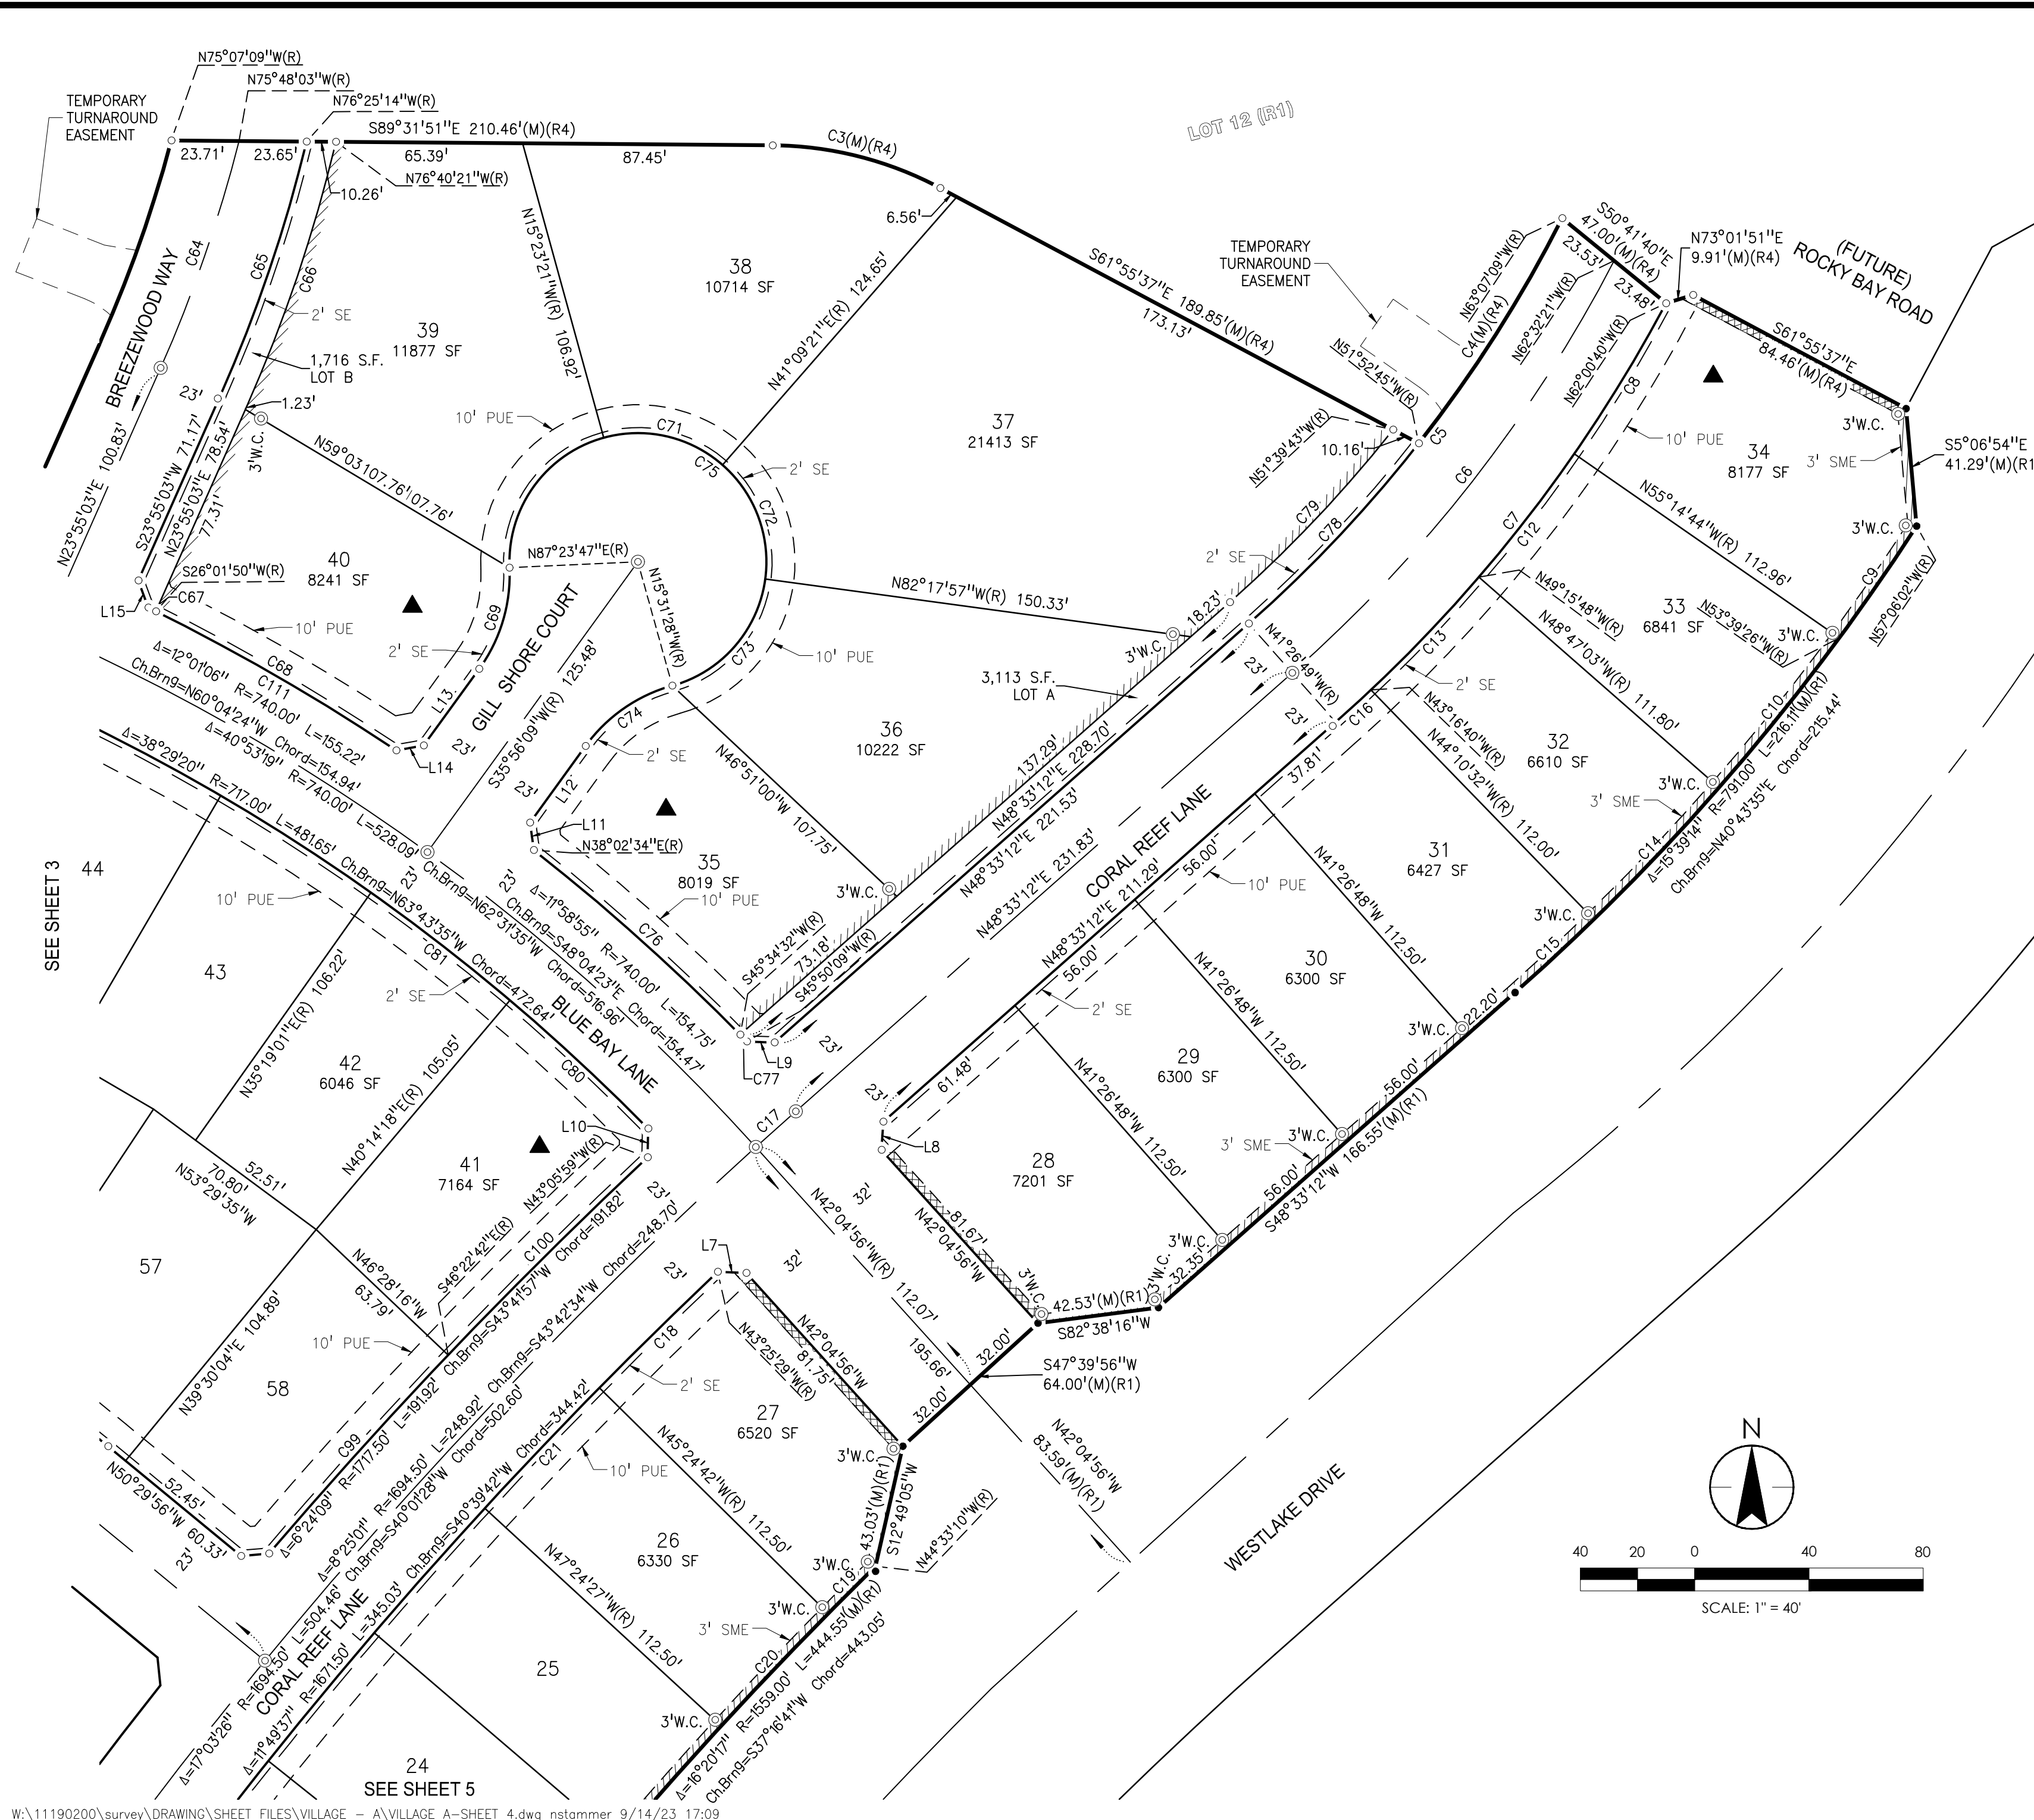 N75°07'09"W(R)
N75°48'03"W(R)
N76°25'14"W(R)
TEMPORARY
TURNAROUND
EASEMENT
S89°31'51"E 210.46'(M)(R4)
23.71'
23.65'
65.39'
87.45'
10.26'
N76°40'21"W(R)
C3(M)(R4)
LOT 12 (R1)
6.56'
BREEZEWOOD WAY
C64
C65
C66
2' SE
39
11877 SF
1,716 S.F.
LOT B
N15°23'21"W(R) 106.92'
38
10714 SF
N41°09'21"E(R) 124.65'
S61°55'37"E 189.85'(M)(R4)
173.13'
TEMPORARY
TURNAROUND
EASEMENT
N63°07'09"W(R)
C4(M)(R4)
S50°41'40"E
47.00'(M)(R4)
23.53'
23.48'
N62°32'21"W(R)
N62°00'40"W(R)
N73°01'51"E
9.91'(M)(R4)
(FUTURE)
ROCKY BAY ROAD
S61°55'37"E
84.46'(M)(R4)
N51°52'45"W(R)
N51°39'43"W(R)
10.16'
C5
C6
C8
10' PUE
34
8177 SF
3'W.C.
3' SME
S5°06'54"E
41.29'(M)(R1
3'W.C.
23'
1.23'
3'W.C.
N23°55'03"E 100.83'
S23°55'03"W 71.17'
N23°55'03"E 78.54'
77.31'
N59°03107.76'07.76'
10' PUE
C71
C75
2' SE
C72
37
21413 SF
C79
C78
2' SE
C7
C12
N55°14'44"W(R) 112.96'
C9
N57°06'02"W(R)
40
8241 SF
S26°01'50"W(R)
C67
L15
10' PUE
2' SE
C69
C68
C111
L13
L14
N87°23'47"E(R)
N15°31'28"W(R)
GILL SHORE COURT
23'
S35°56'09"W(R) 125.48'
C73
10' PUE
N82°17'57"W(R) 150.33'
18.23'
3'W.C.
N49°15'48"W(R)
33
6841 SF
N53°39'26"W(R)
3'W.C.
N48°47'03"W(R) 111.80'
C13
2' SE
N41°26'49"W(R)
23'
23'
C16
3,113 S.F.
LOT A
Δ=12°01'06" R=740.00' L=155.22'
Ch.Brng=N60°04'24"W Chord=154.94'
Δ=40°53'19" R=740.00' L=528.09'
Ch.Brng=N62°31'35"W Chord=516.96'
Δ=38°29'20" R=717.00' L=481.65' Ch.Brng=N63°43'35"W Chord=472.64'
C74
2' SE
L12
23'
L11
N38°02'34"E(R)
36
10222 SF
N46°51'00"W 107.75'
137.29'
N48°33'12"E 228.70'
N48°33'12"E 221.53'
N48°33'12"E 231.83'
CORAL REEF LANE
37.81'
N43°16'40"W(R)
N44°10'32"W(R) 112.00'
32
6610 SF
3'W.C.
3' SME
C10
L=216.11'(M)(R1)
Δ=15°39'14" R=791.00'
Ch.Brng=N40°43'35"E Chord=215.44'
C14
SEE SHEET 3
44
43
10' PUE
23'
23'
35
8019 SF
10' PUE
3'W.C.
Δ=11°58'55" R=740.00' L=154.75'
Ch.Brng=S48°04'23"E Chord=154.47'
C76
S45°34'32"W(R)
73.18'
S45°50'09"W(R)
N48°33'12"E 211.29'
56.00'
10' PUE
31
6427 SF
N41°26'48"W 112.50'
3'W.C.
C15
C81
2' SE
BLUE BAY LANE
L9
C77
23'
56.00'
2' SE
30
6300 SF
N41°26'48"W 112.50'
3'W.C.
22.20'
N35°19'01"E(R) 106.22'
42
6046 SF
N40°14'18"E(R) 105.05'
C80
L10
C17
23'
61.48'
L8
29
6300 SF
N41°26'48"W 112.50'
3'W.C.
3' SME
56.00'
S48°33'12"W 166.55'(M)(R1)
41
7164 SF
N43°05'59"W(R)
S46°22'42"E(R)
23'
52.51'
70.80'
N53°29'35"W
57
N46°28'16"W
63.79'
C100
N42°04'56"W(R) 112.07'
195.66'
32'
32'
28
7201 SF
81.67'
N42°04'56"W
3'W.C.
56.00'
3'W.C.
3'W.C.
32.35'
42.53'(M)(R1)
S82°38'16"W
32.00'
32.00'
S47°39'56"W
64.00'(M)(R1)
L7
23'
N39°30'04"E 104.89'
10' PUE
58
C99
Δ=6°24'09" R=1717.50' L=191.92' Ch.Brng=S43°41'57"W Chord=191.82'
Δ=8°25'01" R=1694.50' L=248.92' Ch.Brng=S43°42'34"W Chord=248.70'
Δ=17°03'26" R=1694.50' L=504.46' Ch.Brng=S40°01'28"W Chord=502.60'
Δ=11°49'37" R=1671.50' L=345.03' Ch.Brng=S40°39'42"W Chord=344.42'
C18
N43°25'29"W(R)
N42°04'56"W
81.75'
2' SE
27
6520 SF
C21
10' PUE
N45°24'42"W(R) 112.50'
3'W.C.
43.03'(M)(R1)
S12°49'05"W
N44°33'10"W(R)
N42°04'56"W
83.59'(M)(R1)
WESTLAKE DRIVE
52.45'
N50°29'56"W 60.33'
23'
CORAL REEF LANE
26
6330 SF
N47°24'27"W(R) 112.50'
3'W.C.
C19
3'W.C.
3' SME
C20
3'W.C.
25
Δ=16°20'17" R=1559.00' L=444.55'(M)(R1)
Ch.Brng=S37°16'41"W Chord=443.05'
24
SEE SHEET 5
N
40 20 0 40 80
SCALE: 1" = 40'
W:\11190200\survey\DRAWING\SHEET FILES\VILLAGE - A\VILLAGE A-SHEET 4.dwg nstammer 9/14/23 17:09